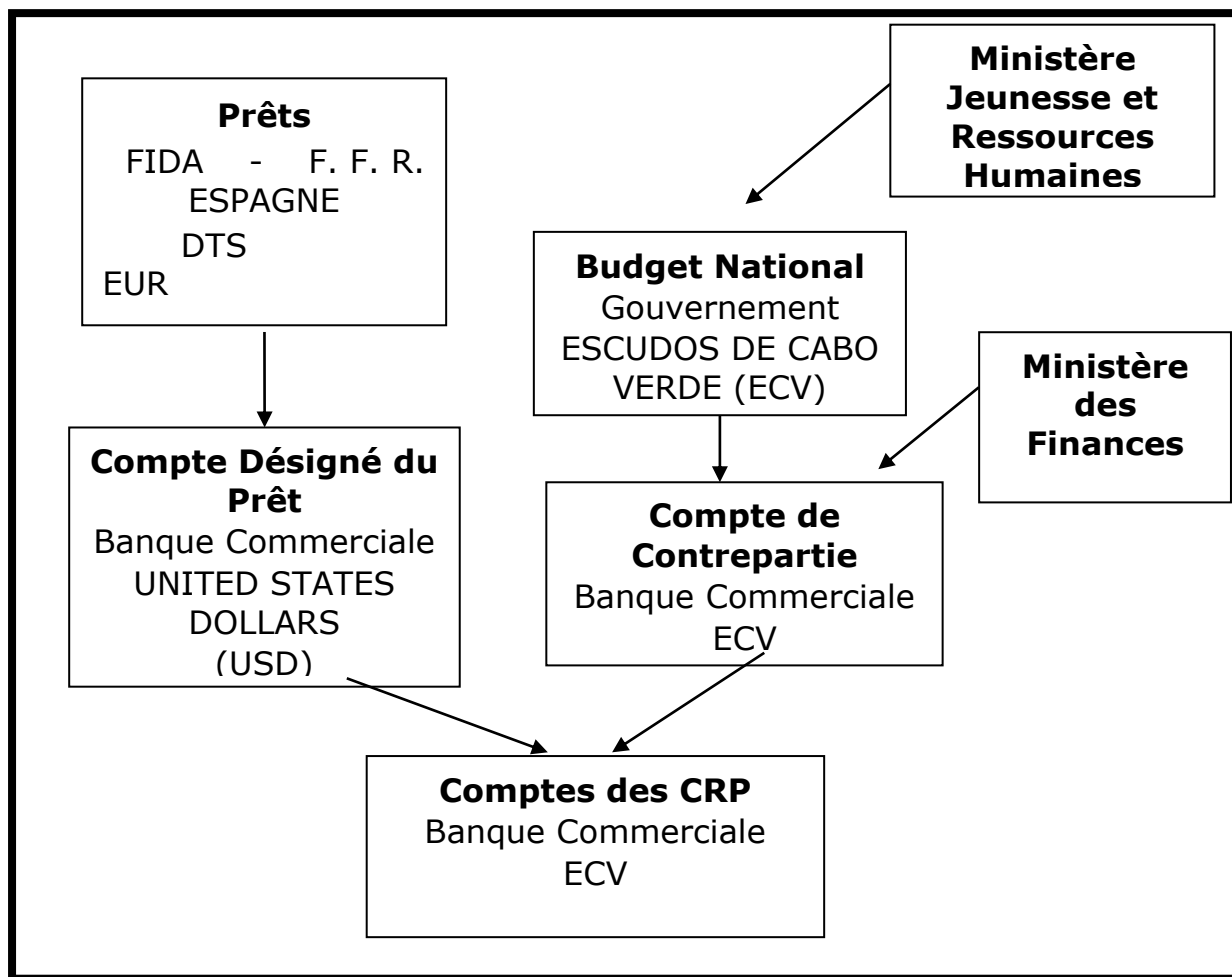 Prêts
FIDA - F. F. R.
ESPAGNE
DTS
EUR
Ministère
Jeunesse et
Ressources
Humaines
Budget National
Gouvernement
ESCUDOS DE CABO
VERDE (ECV)
Ministère
des
Finances
Compte Désigné du
Prêt
Banque Commerciale
UNITED STATES
DOLLARS
(USD)
Compte de
Contrepartie
Banque Commerciale
ECV
Comptes des CRP
Banque Commerciale
ECV